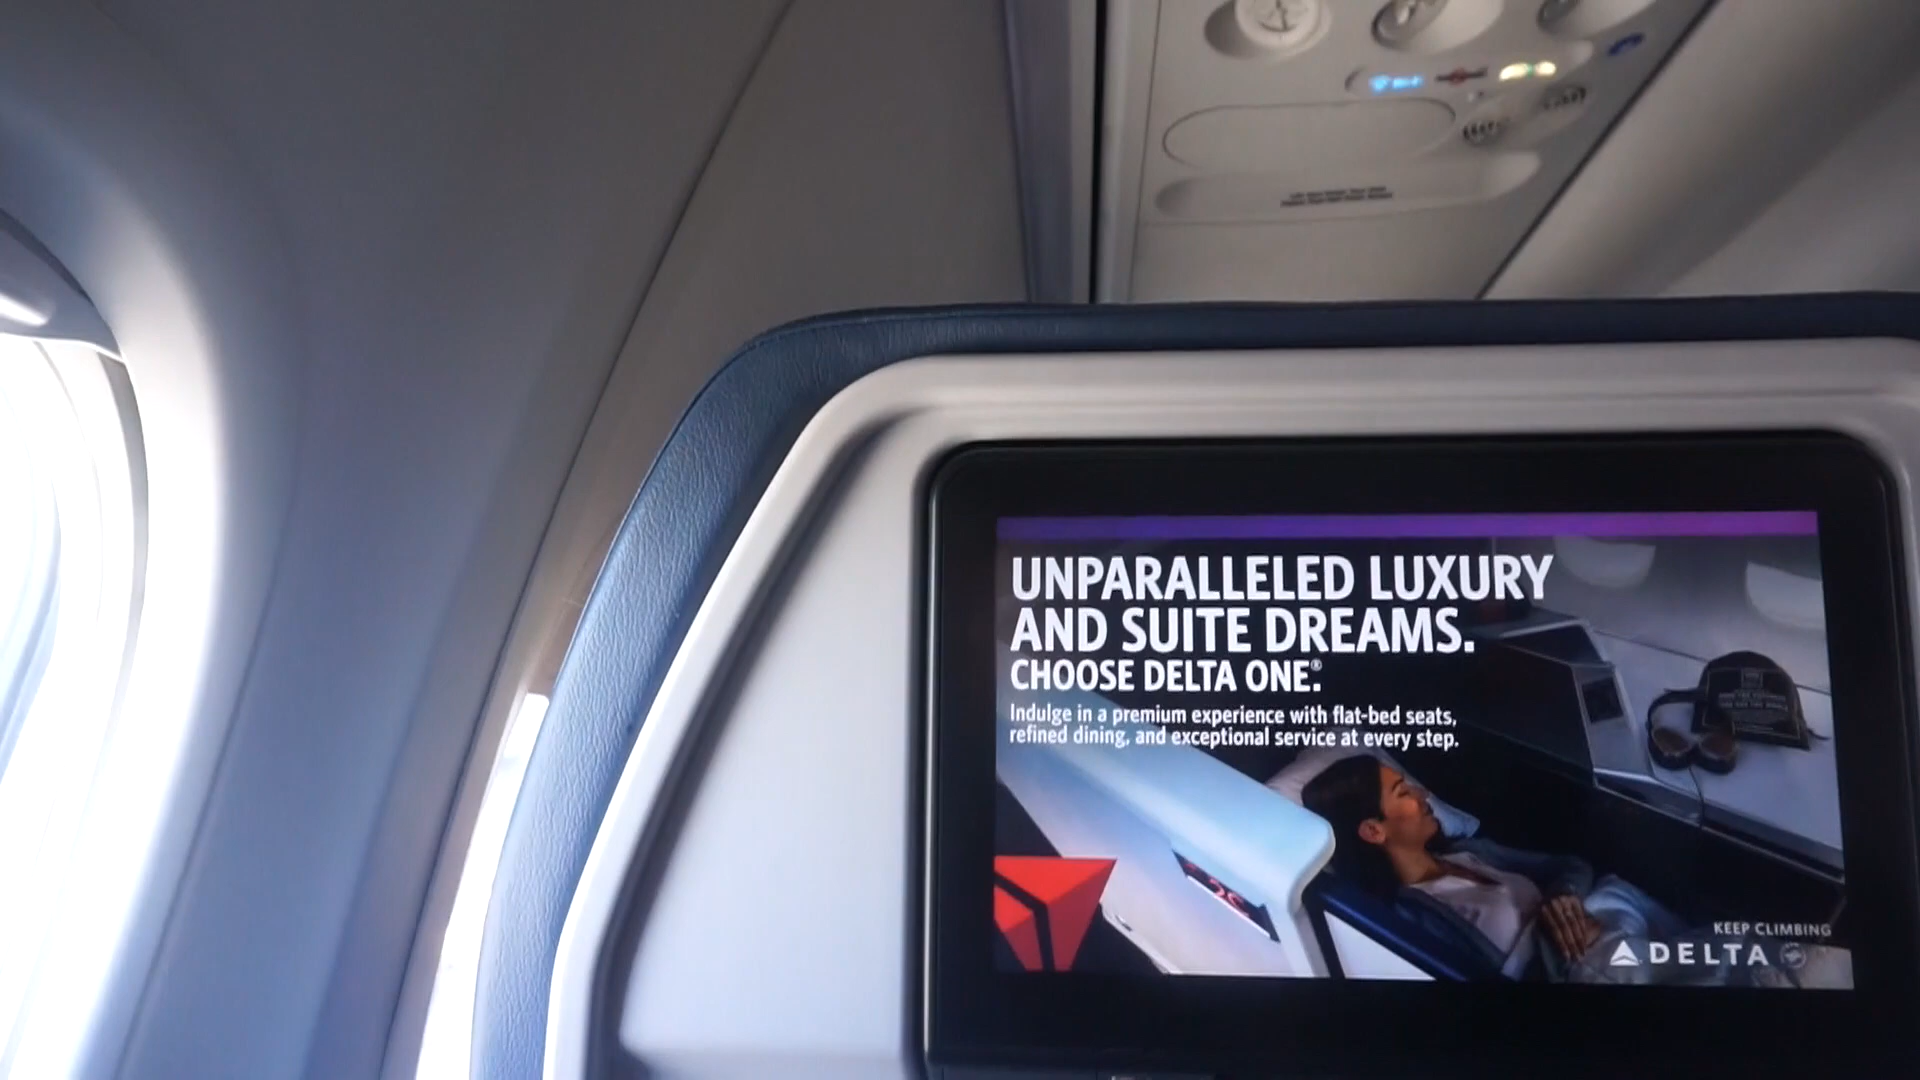 UNPARALLELED LUXURY
AND SUITE DREAMS.
CHOOSE DELTA ONE.®
Indulge in a premium experience with flat-bed seats,
refined dining, and exceptional service at every step.
KEEP CLIMBING
DELTA